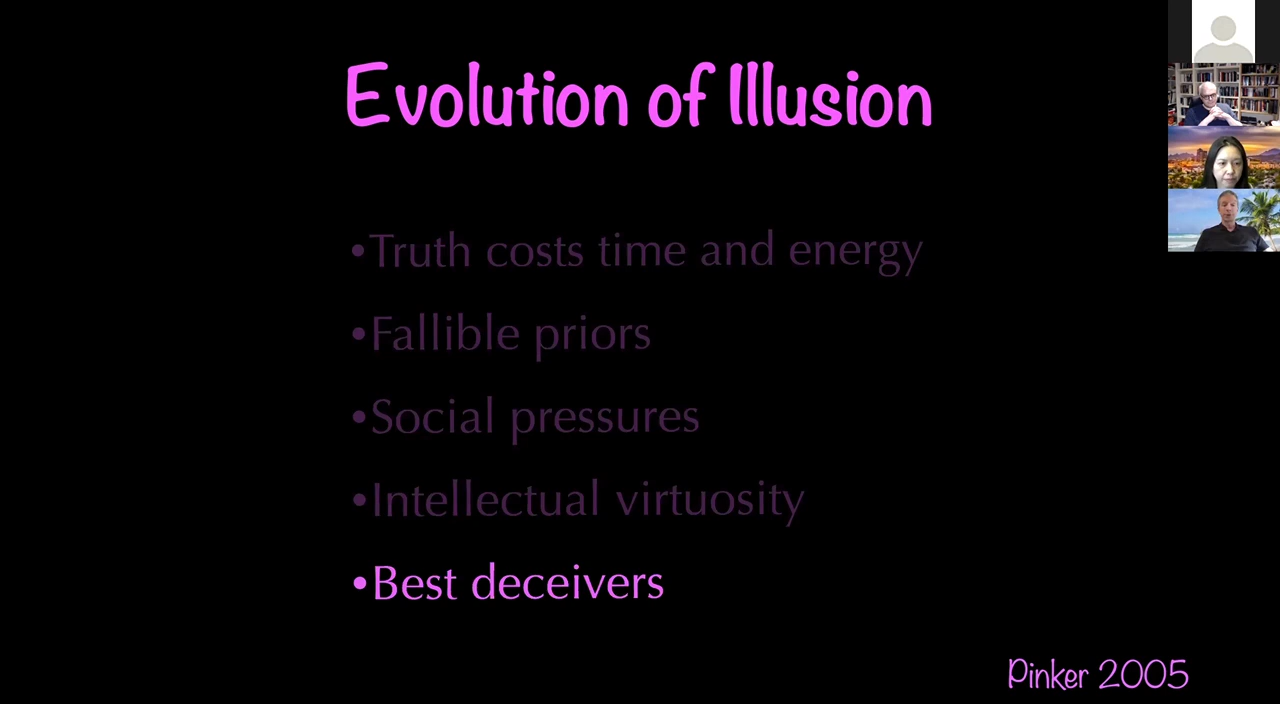 Evolution of Illusion
•Truth costs time and energy
•Fallible priors
•Social pressures
•Intellectual virtuosity
•Best deceivers
Pinker 2005